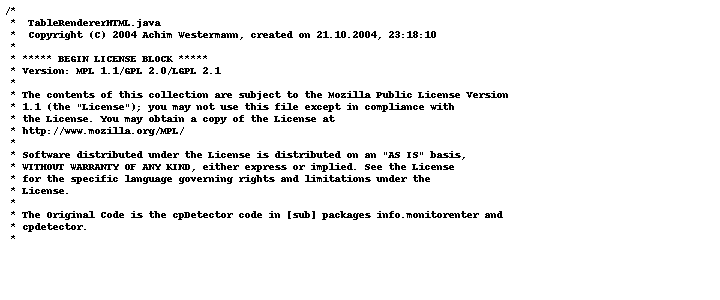 /*
 *  TableRendererHTML.java
 *  Copyright (C) 2004 Achim Westermann, created on 21.10.2004, 23:18:10
 *
 * ***** BEGIN LICENSE BLOCK *****
 * Version: MPL 1.1/GPL 2.0/LGPL 2.1
 *
 * The contents of this collection are subject to the Mozilla Public License Version
 * 1.1 (the "License"); you may not use this file except in compliance with
 * the License. You may obtain a copy of the License at
 * http://www.mozilla.org/MPL/
 *
 * Software distributed under the License is distributed on an "AS IS" basis,
 * WITHOUT WARRANTY OF ANY KIND, either express or implied. See the License
 * for the specific language governing rights and limitations under the
 * License.
 *
 * The Original Code is the cpDetector code in [sub] packages info.monitorenter and
 * cpdetector.
 *